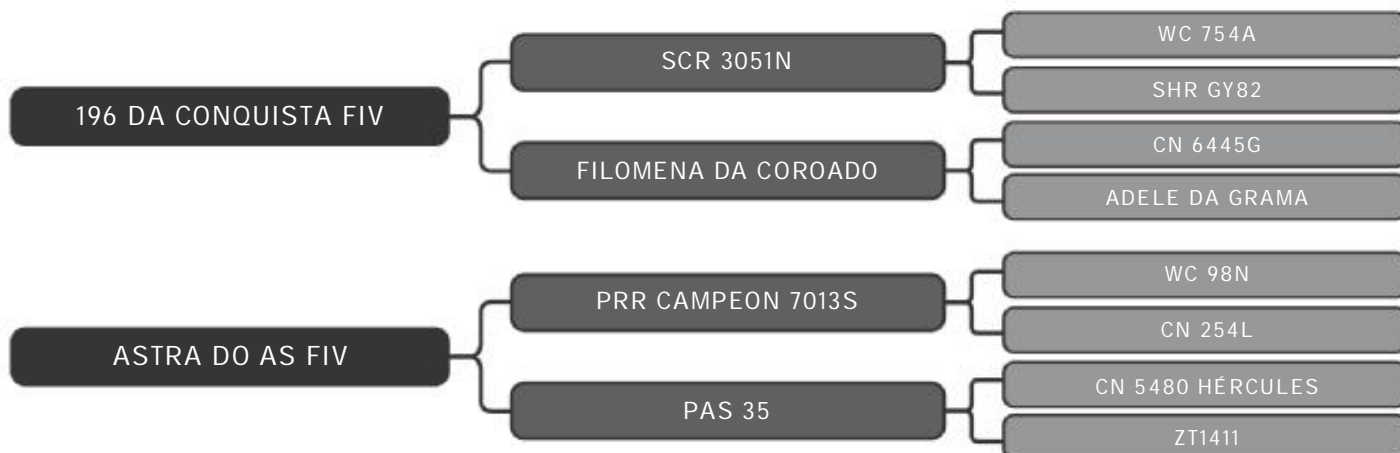 196 DA CONQUISTA FIV
SCR 3051N
WC 754A
SHR GY82
FILOMENA DA COROADO
CN 6445G
ADELE DA GRAMA
ASTRA DO AS FIV
PRR CAMPEON 7013S
WC 98N
CN 254L
PAS 35
CN 5480 HÉRCULES
ZT1411